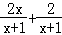 2x/(x+1) + 2/(x+1)